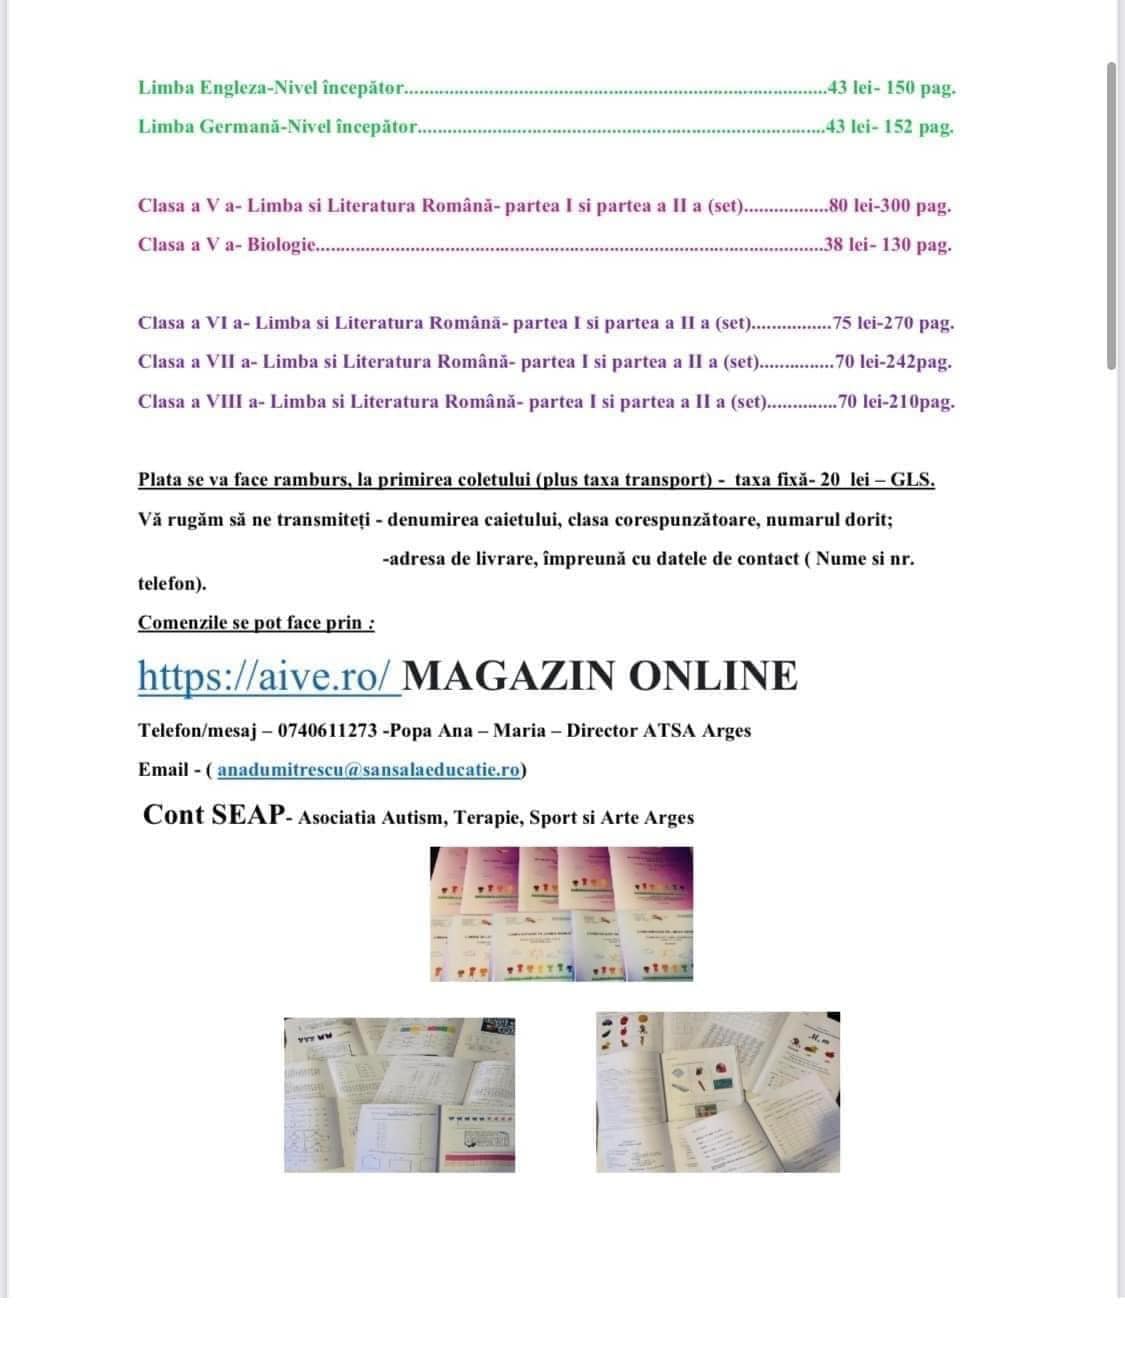 Limba Engleza-Nivel începător....................................................................................43 lei- 150 pag.
Limba Germană-Nivel începător.................................................................................43 lei- 152 pag.
Clasa a V a- Limba si Literatura Română- partea I si partea a II a (set).................80 lei-300 pag.
Clasa a V a- Biologie.....................................................................................................38 lei- 130 pag.
Clasa a VI a- Limba si Literatura Română- partea I si partea a II a (set)................75 lei-270 pag.
Clasa a VII a- Limba si Literatura Română- partea I si partea a II a (set)...............70 lei-242pag.
Clasa a VIII a- Limba si Literatura Română- partea I si partea a II a (set)..............70 lei-210pag.
Plata se va face ramburs, la primirea coletului (plus taxa transport) - taxa fixă- 20 lei – GLS.
Vă rugăm să ne transmiteți - denumirea caietului, clasa corespunzătoare, numarul dorit;
-adresa de livrare, împreună cu datele de contact ( Nume si nr.
telefon).
Comenzile se pot face prin :
https://aive.ro/ MAGAZIN ONLINE
Telefon/mesaj – 0740611273 -Popa Ana – Maria – Director ATSA Arges
Email - ( anadumitrescu@sansalaeducatie.ro)
Cont SEAP- Asociatia Autism, Terapie, Sport si Arte Arges